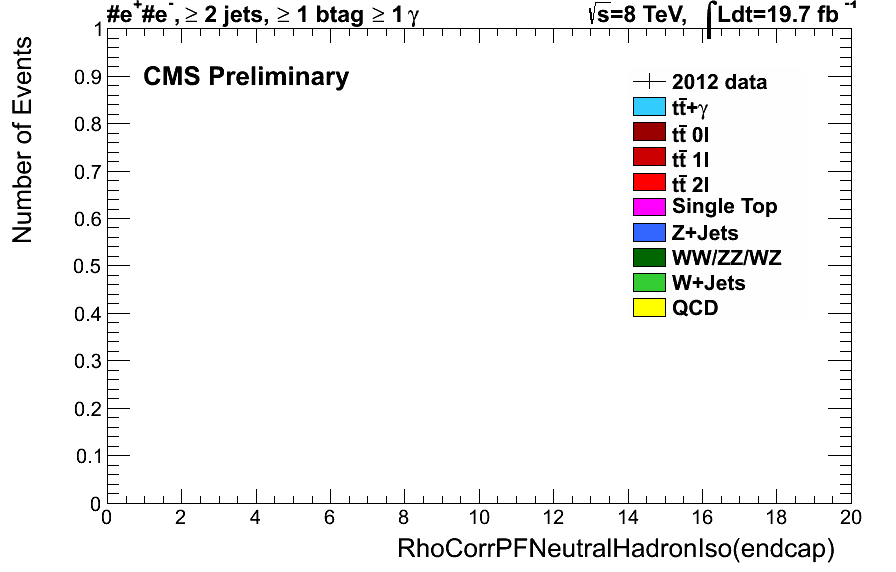 #e⁺#e⁻, ≥ 2 jets, ≥ 1 btag ≥ 1 γ
√s=8 TeV, ∫Ldt=19.7 fb⁻¹
CMS Preliminary
2012 data
tt̄+γ
tt̄ 0l
tt̄ 1l
tt̄ 2l
Single Top
Z+Jets
WW/ZZ/WZ
W+Jets
QCD
Number of Events
1
0.9
0.8
0.7
0.6
0.5
0.4
0.3
0.2
0.1
0
0 2 4 6 8 10 12 14 16 18 20
RhoCorrPFNeutralHadronIso(endcap)